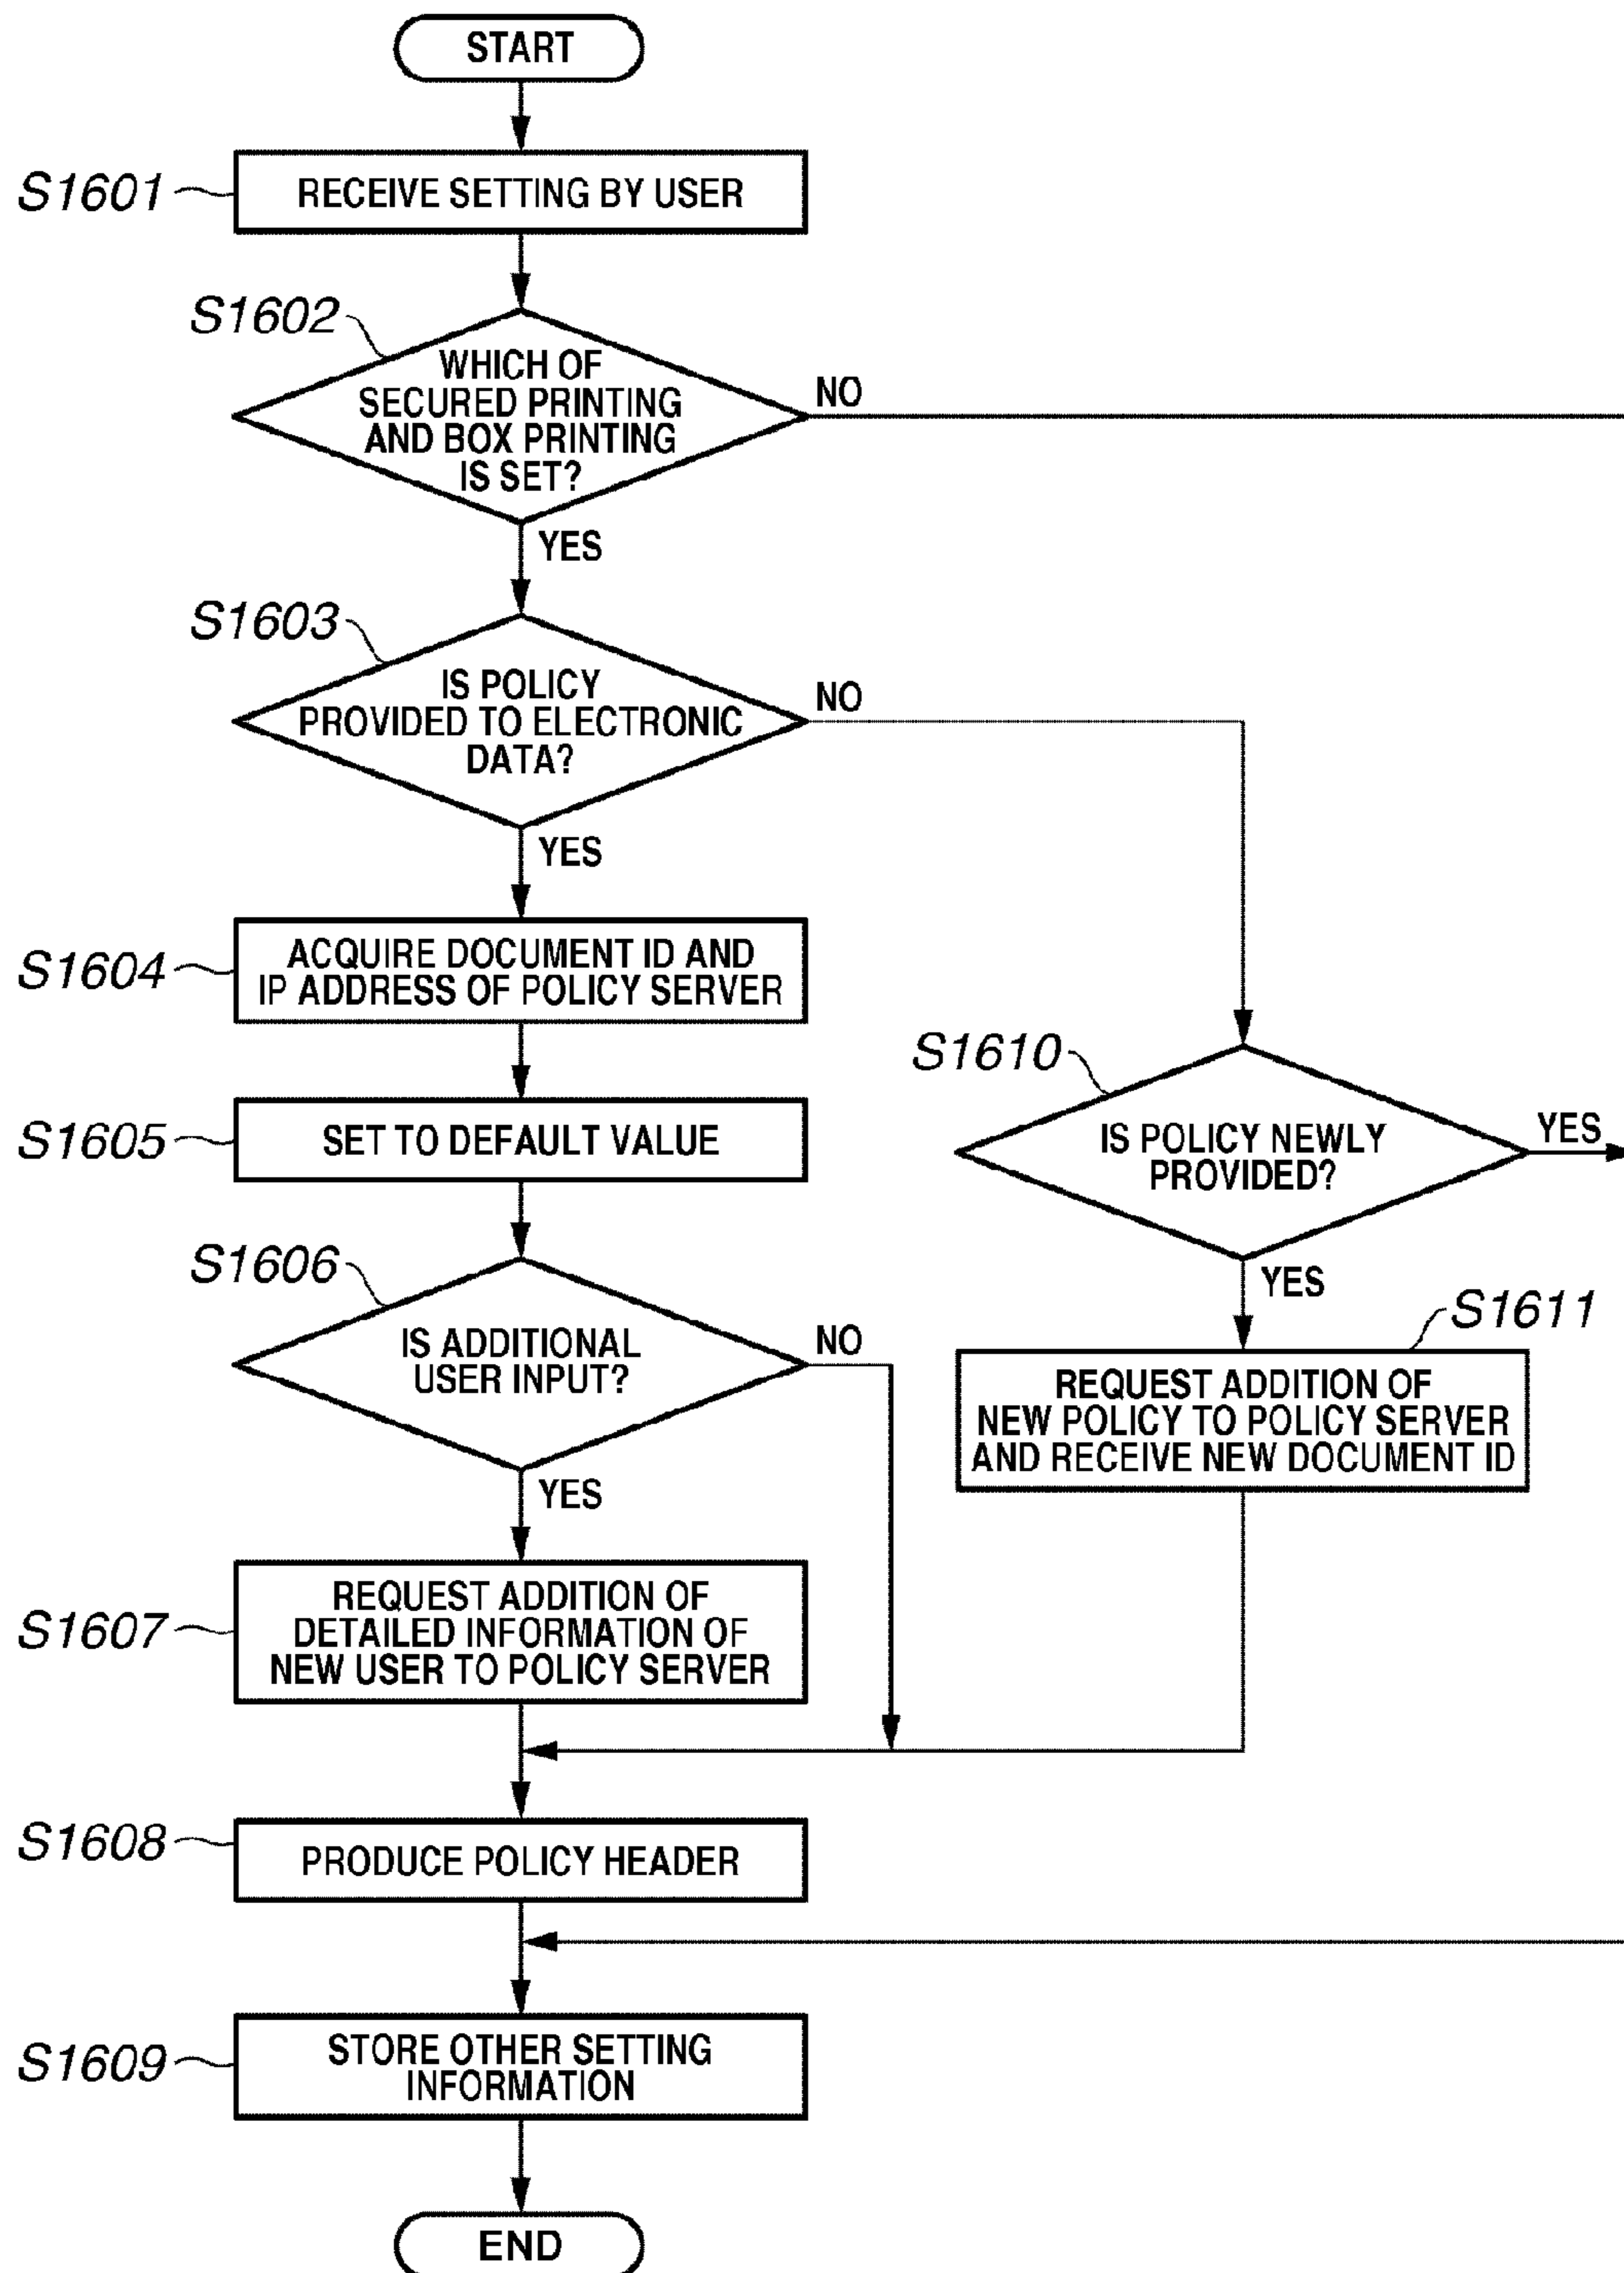 START
S1601
RECEIVE SETTING BY USER
S1602
WHICH OF
SECURED PRINTING
AND BOX PRINTING
IS SET?
NO
YES
S1603
IS POLICY
PROVIDED TO ELECTRONIC
DATA?
NO
YES
S1604
ACQUIRE DOCUMENT ID AND
IP ADDRESS OF POLICY SERVER
S1605
SET TO DEFAULT VALUE
S1610
IS POLICY NEWLY
PROVIDED?
YES
YES
S1606
IS ADDITIONAL
USER INPUT?
NO
YES
S1611
REQUEST ADDITION OF
NEW POLICY TO POLICY SERVER
AND RECEIVE NEW DOCUMENT ID
S1607
REQUEST ADDITION OF
DETAILED INFORMATION OF
NEW USER TO POLICY SERVER
S1608
PRODUCE POLICY HEADER
S1609
STORE OTHER SETTING
INFORMATION
END